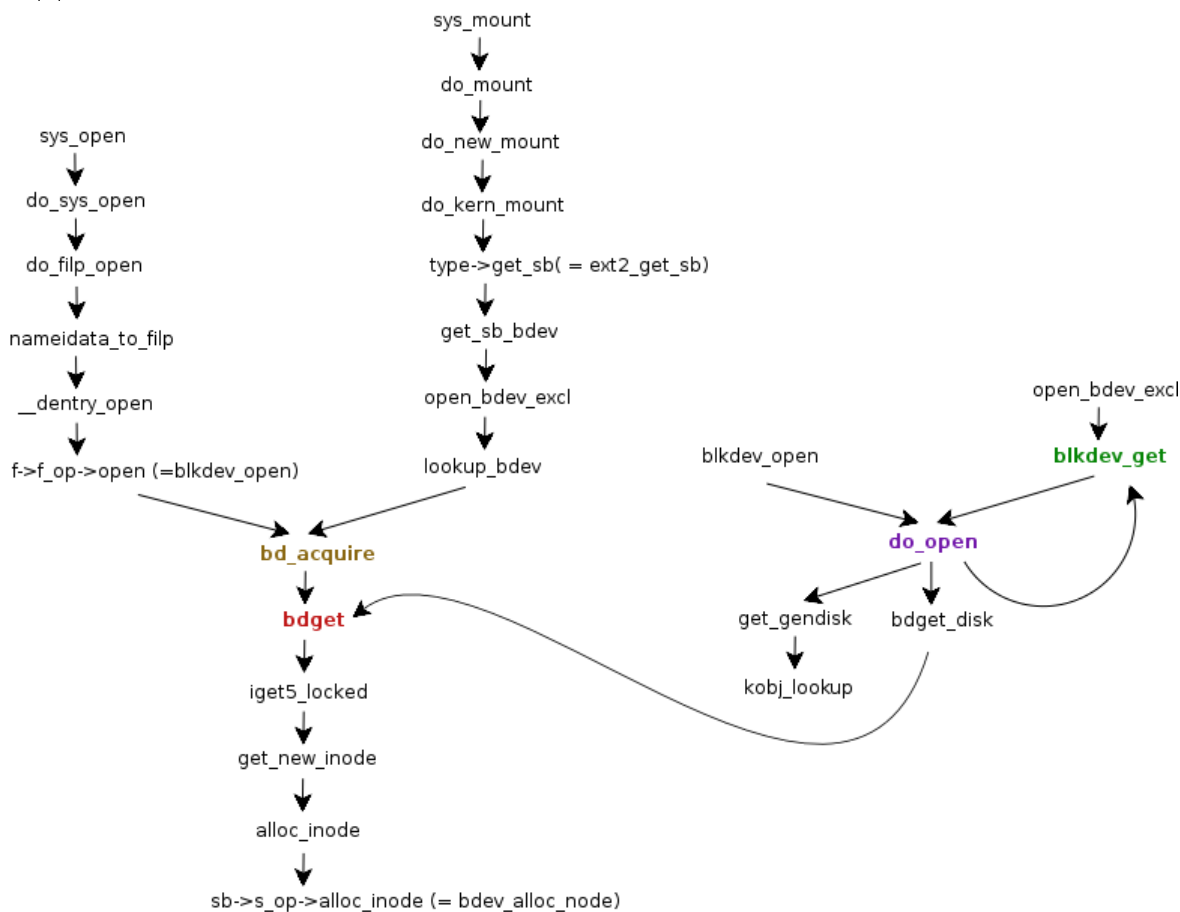 sys_mount
do_mount
do_new_mount
do_kern_mount
type->get_sb( = ext2_get_sb)
get_sb_bdev
open_bdev_excl
lookup_bdev
sys_open
do_sys_open
do_filp_open
nameidata_to_filp
__dentry_open
f->f_op->open (=blkdev_open)
bd_acquire
bdget
iget5_locked
get_new_inode
alloc_inode
sb->s_op->alloc_inode (= bdev_alloc_node)
open_bdev_excl
blkdev_get
blkdev_open
do_open
get_gendisk
bdget_disk
kobj_lookup